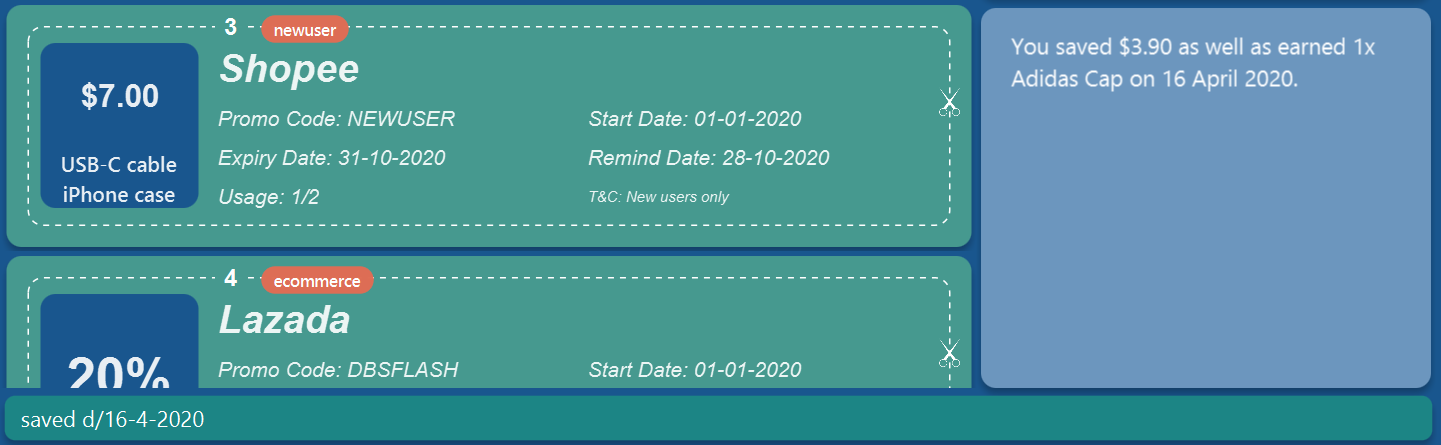 3 newuser
Shopee
$7.00
USB-C cable
iPhone case
Promo Code: NEWUSER Start Date: 01-01-2020
Expiry Date: 31-10-2020 Remind Date: 28-10-2020
Usage: 1/2 T&C: New users only
4 ecommerce
Lazada
20%
Promo Code: DBSFLASH Start Date: 01-01-2020
You saved $3.90 as well as earned 1x
Adidas Cap on 16 April 2020.
saved d/16-4-2020